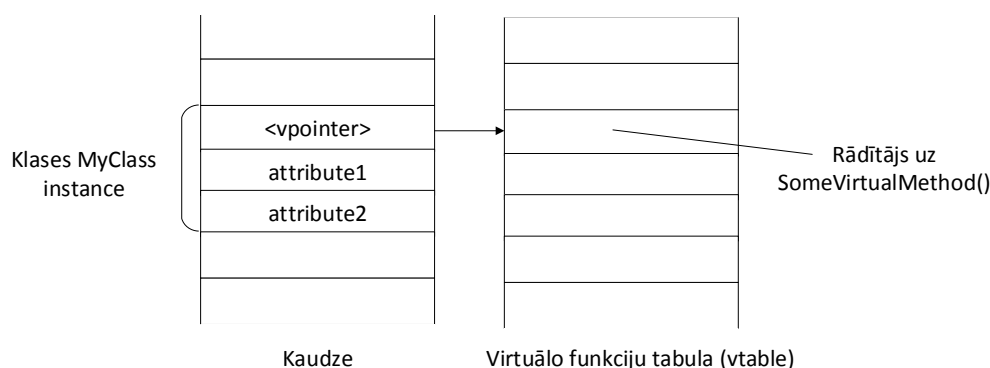 Klases MyClass
instance
<vpointer>
attribute1
attribute2
Rādītājs uz
SomeVirtualMethod()
Kaudze
Virtuālo funkciju tabula (vtable)